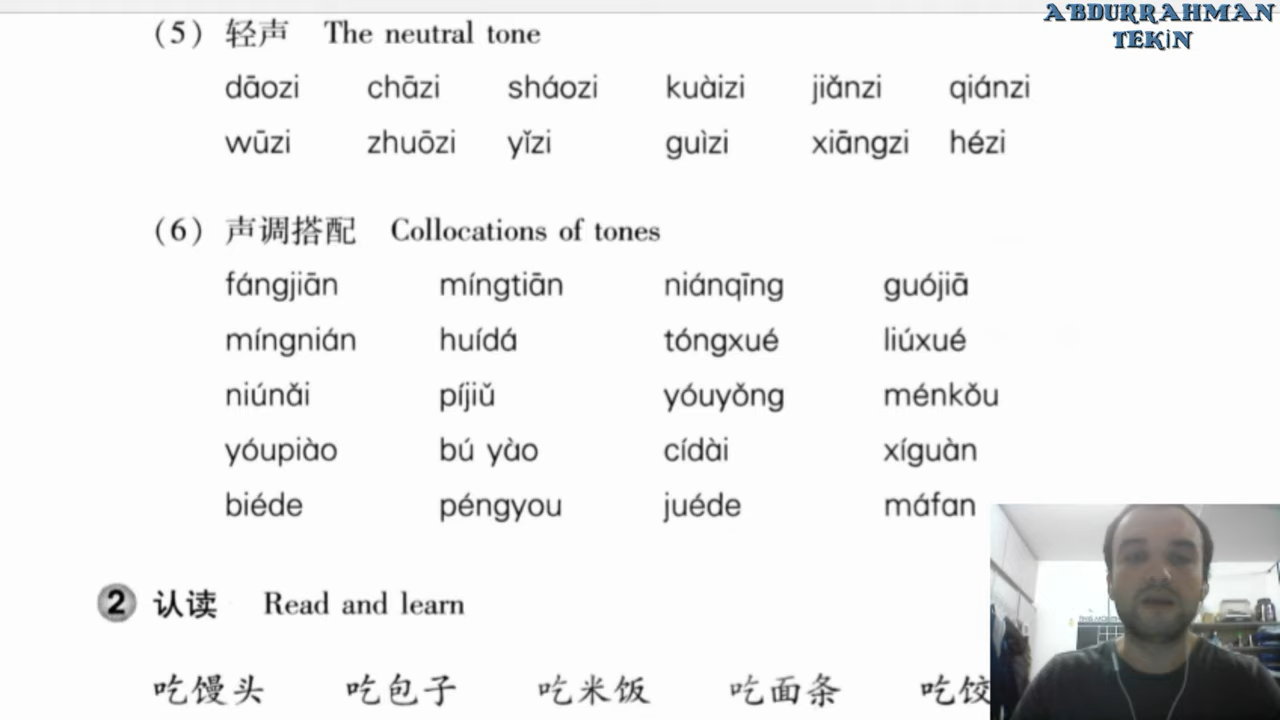 ABDURRAHMAN
TEKİN
(5) 轻声 The neutral tone
dāozi chāzi sháozi kuàizi jiǎnzi qiánzi
wūzi zhuōzi yǐzi guìzi xiāngzi hézi
(6) 声调搭配 Collocations of tones
fángjiān míngtiān niánqīng guójiā
míngnián huídá tóngxué liúxué
niúnǎi píjiǔ yóuyǒng ménkǒu
yóupiào bú yào cídài xíguàn
biéde péngyou juéde máfan
2 认读 Read and learn
吃馒头 吃包子 吃米饭 吃面条 吃饺